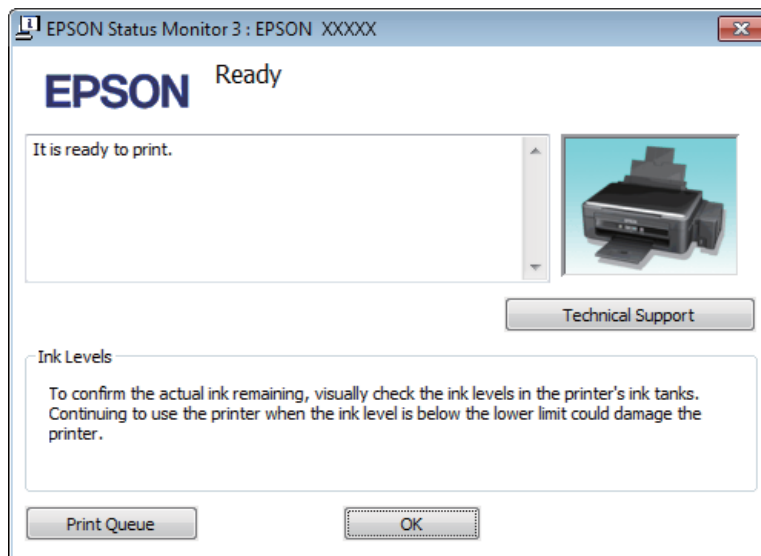 EPSON Status Monitor 3 : EPSON XXXXX
EPSON
Ready
It is ready to print.
Technical Support
Ink Levels
To confirm the actual ink remaining, visually check the ink levels in the printer's ink tanks.
Continuing to use the printer when the ink level is below the lower limit could damage the
printer.
Print Queue
OK